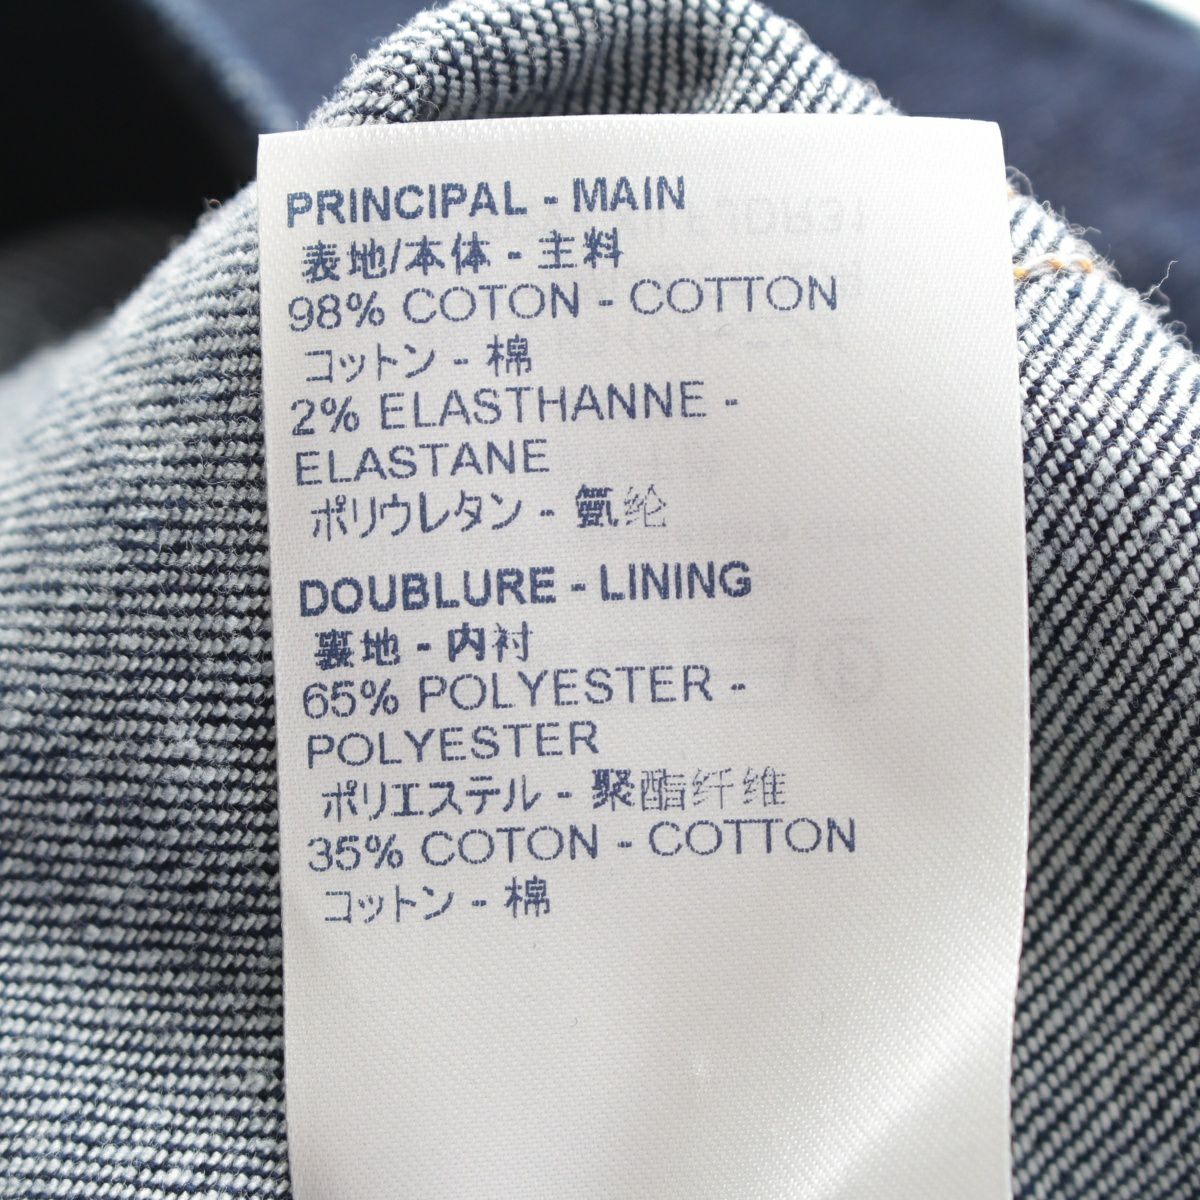 PRINCIPAL - MAIN
表地/本体 - 主料
98% COTON - COTTON
コットン - 棉
2% ELASTHANNE -
ELASTANE
ポリウレタン - 氨纶
DOUBLURE - LINING
裏地 - 内衬
65% POLYESTER -
POLYESTER
ポリエステル - 聚酯纤维
35% COTON - COTTON
コットン - 棉